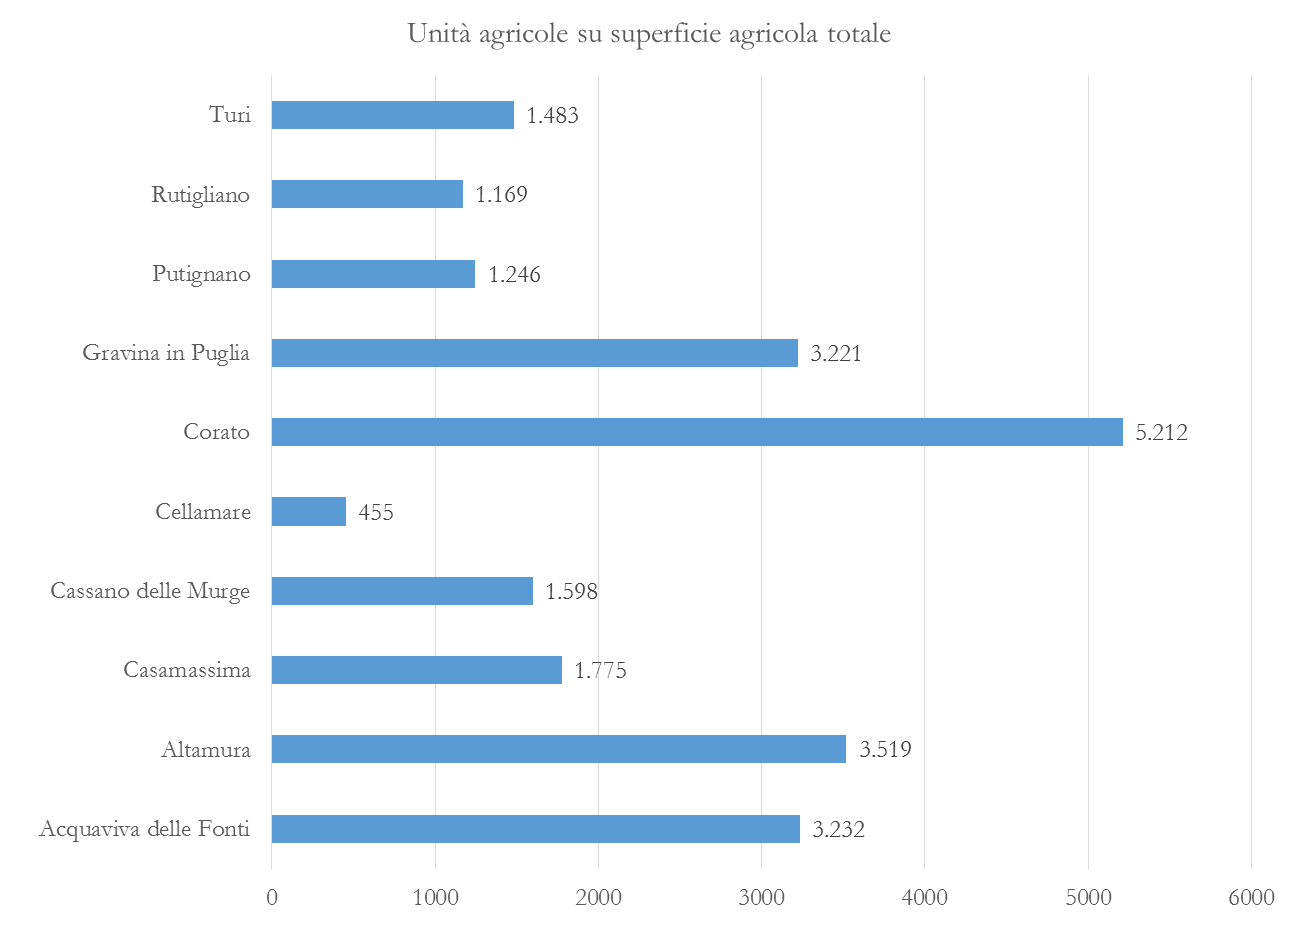 Unità agricole su superficie agricola totale
Turi 1.483
Rutigliano 1.169
Putignano 1.246
Gravina in Puglia 3.221
Corato 5.212
Cellamare 455
Cassano delle Murge 1.598
Casamassima 1.775
Altamura 3.519
Acquaviva delle Fonti 3.232
0 1000 2000 3000 4000 5000 6000